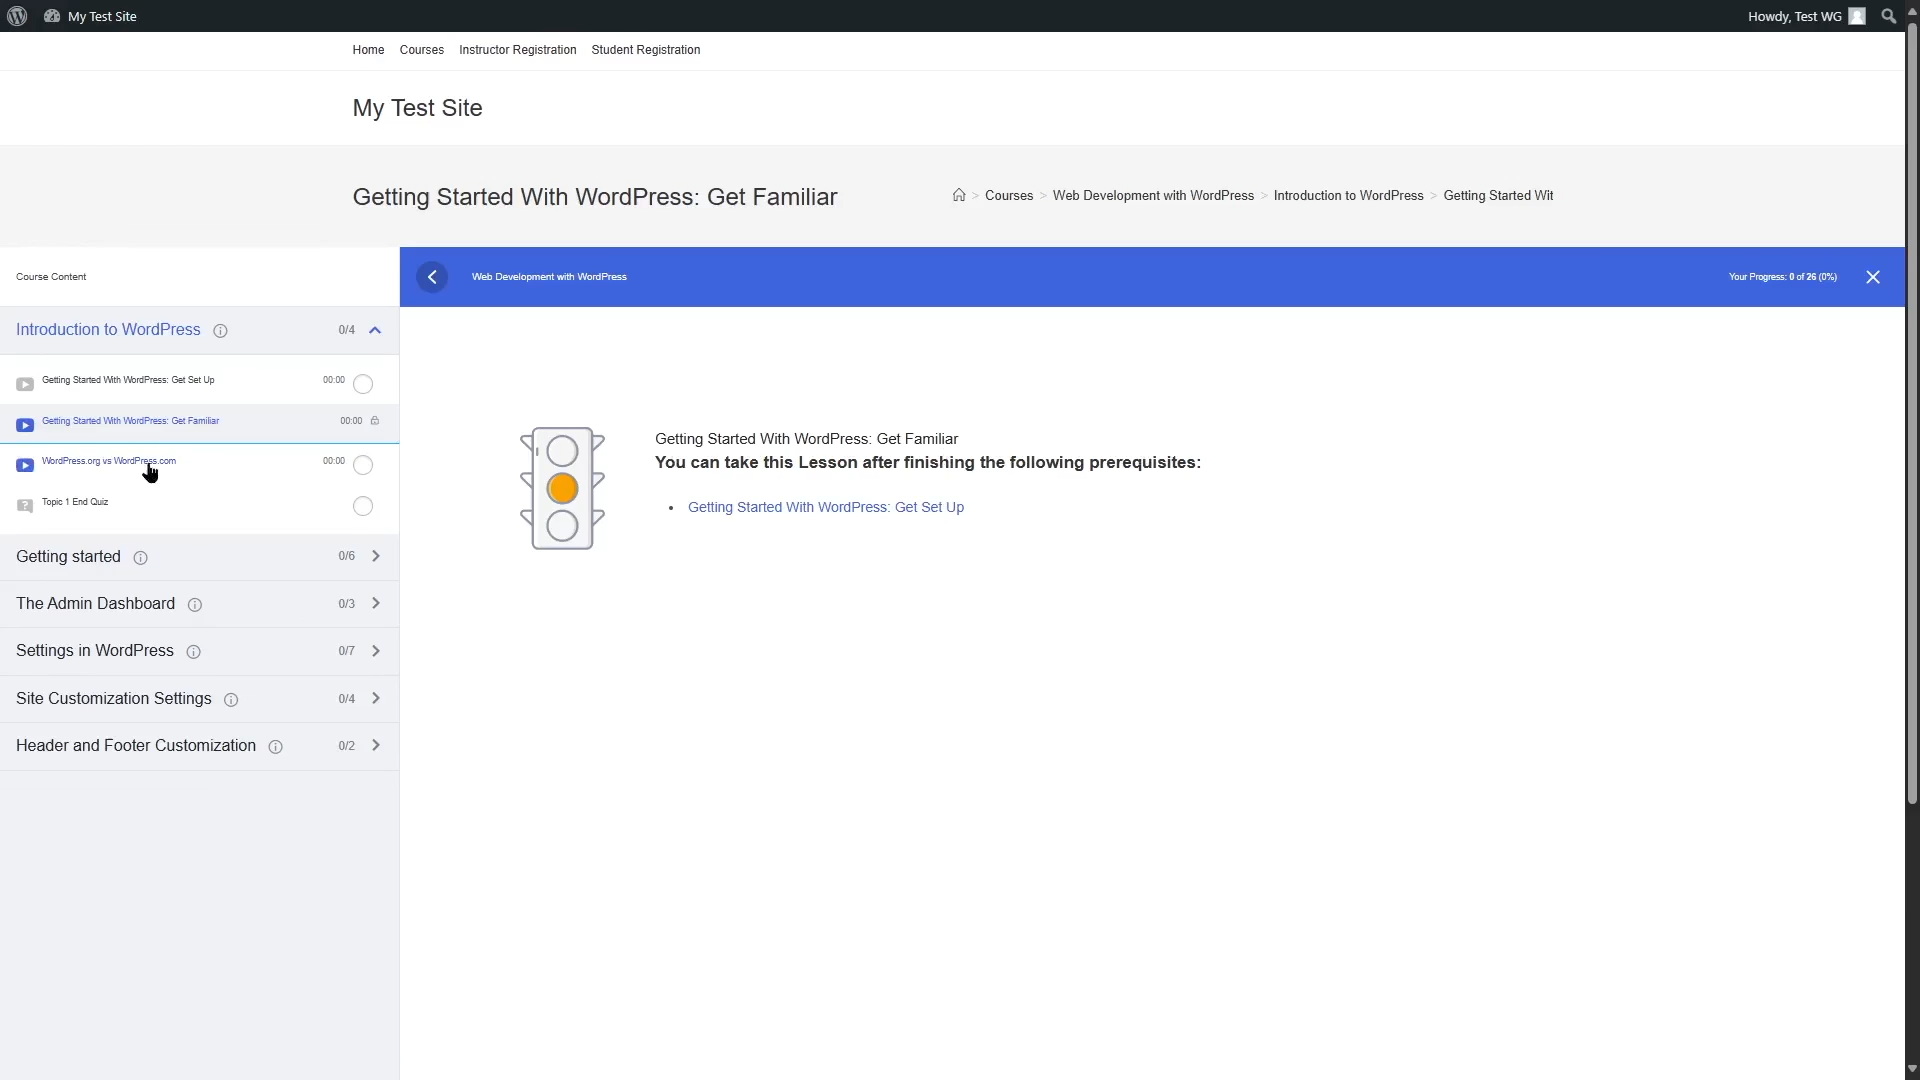 My Test Site
Howdy, Test WG
Home Courses Instructor Registration Student Registration
My Test Site
Getting Started With WordPress: Get Familiar
> Courses > Web Development with WordPress > Introduction to WordPress > Getting Started Wit
Course Content
Web Development with WordPress
Your Progress: 0 of 26 (0%)
Introduction to WordPress 0/4
Getting Started With WordPress: Get Set Up 00:00
Getting Started With WordPress: Get Familiar 00:00
WordPress.org vs WordPress.com 00:00
Topic 1 End Quiz
Getting started 0/6
The Admin Dashboard 0/3
Settings in WordPress 0/7
Site Customization Settings 0/4
Header and Footer Customization 0/2
Getting Started With WordPress: Get Familiar
You can take this Lesson after finishing the following prerequisites:
• Getting Started With WordPress: Get Set Up